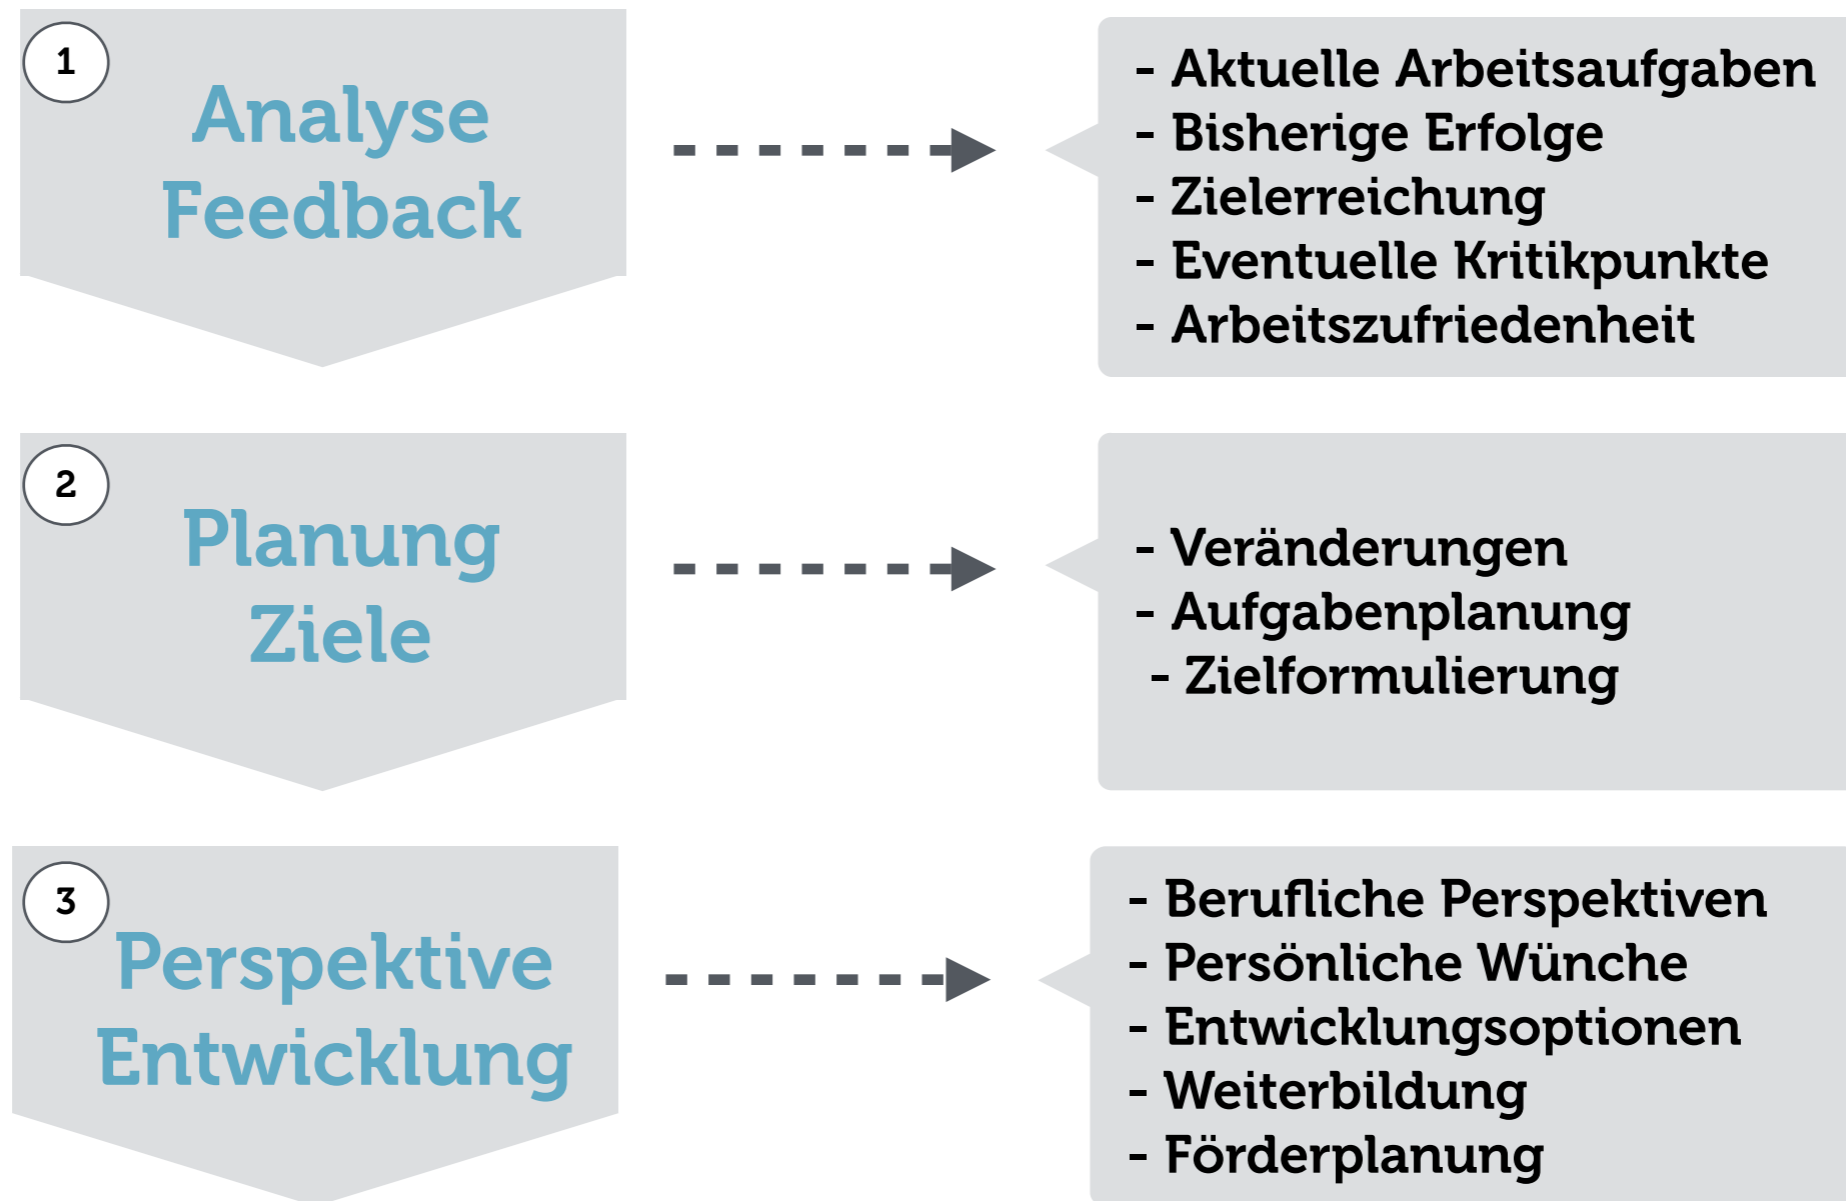 1
Analyse
Feedback
- Aktuelle Arbeitsaufgaben
- Bisherige Erfolge
- Zielerreichung
- Eventuelle Kritikpunkte
- Arbeitszufriedenheit
2
Planung
Ziele
- Veränderungen
- Aufgabenplanung
- Zielformulierung
3
Perspektive
Entwicklung
- Berufliche Perspektiven
- Persönliche Wünche
- Entwicklungsoptionen
- Weiterbildung
- Förderplanung